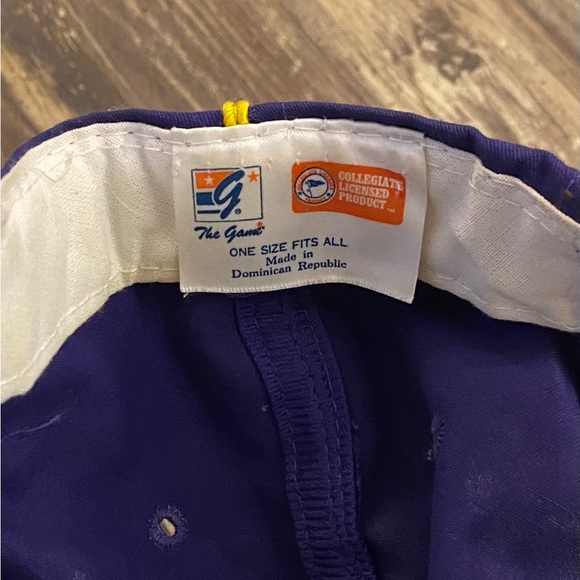 G
The Game
COLLEGIATE
LICENSED
PRODUCT
ONE SIZE FITS ALL
Made in
Dominican Republic